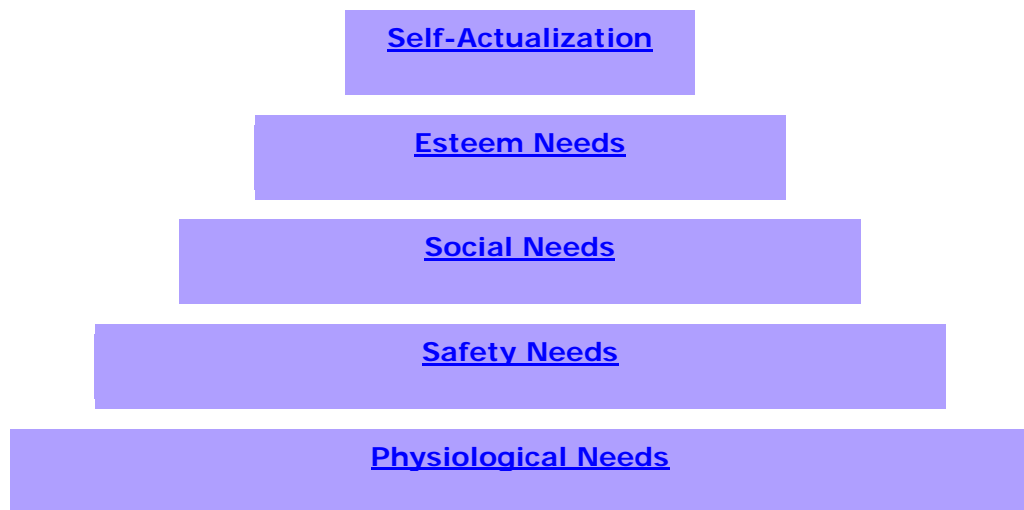 Self-Actualization
Esteem Needs
Social Needs
Safety Needs
Physiological Needs